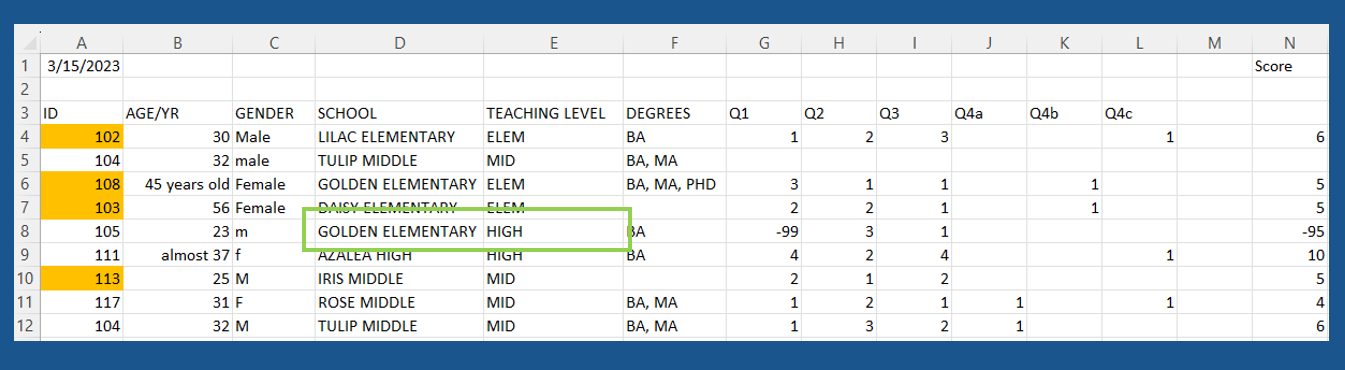 A B C D E F G H I J K L M N
1 3/15/2023 Score
2
3 ID AGE/YR GENDER SCHOOL TEACHING LEVEL DEGREES Q1 Q2 Q3 Q4a Q4b Q4c
4 102 30 Male LILAC ELEMENTARY ELEM BA 1 2 3 1 6
5 104 32 male TULIP MIDDLE MID BA, MA
6 108 45 years old Female GOLDEN ELEMENTARY ELEM BA, MA, PHD 3 1 1 1 5
7 103 56 Female DAISY ELEMENTARY ELEM 2 2 1 1 5
8 105 23 m GOLDEN ELEMENTARY HIGH BA -99 3 1 -95
9 111 almost 37 f AZALEA HIGH HIGH BA 4 2 4 1 10
10 113 25 M IRIS MIDDLE MID 2 1 2 5
11 117 31 F ROSE MIDDLE MID BA, MA 1 2 1 1 1 4
12 104 32 M TULIP MIDDLE MID BA, MA 1 3 2 1 6